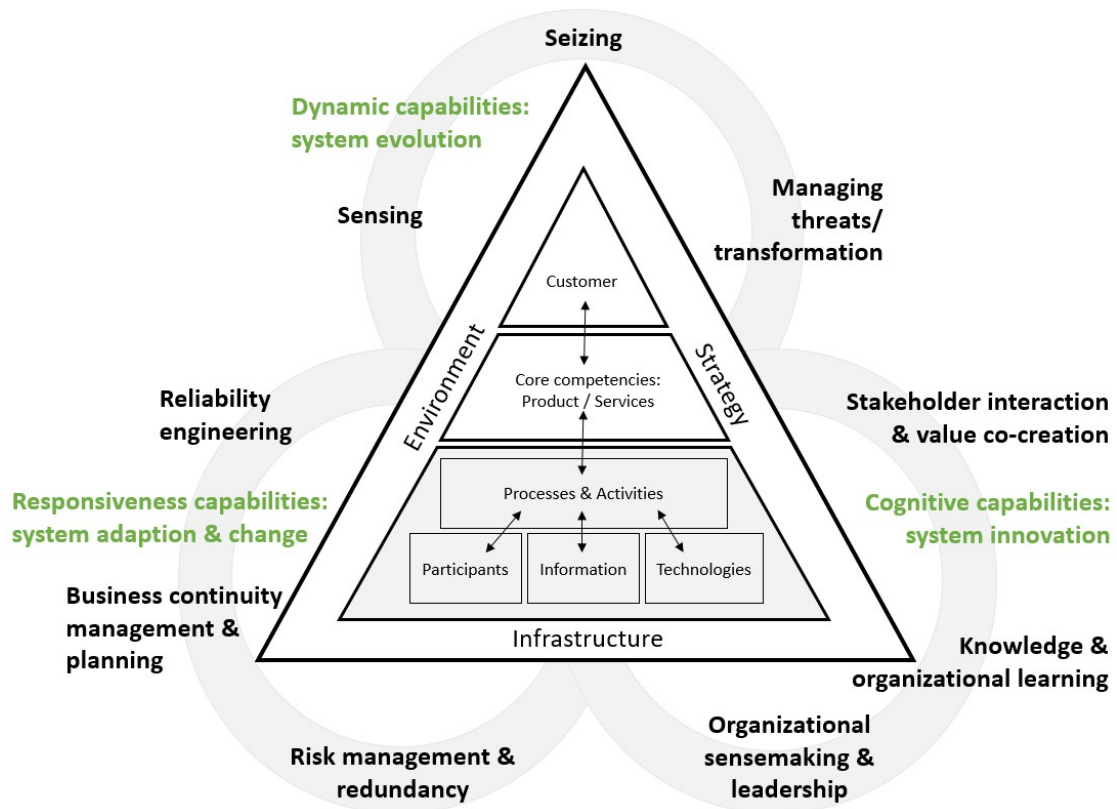 Seizing
Dynamic capabilities:
system evolution
Sensing
Managing
threats/
transformation
Customer
Environment
Strategy
Core competencies:
Product / Services
Reliability
engineering
Stakeholder interaction
& value co-creation
Processes & Activities
Responsiveness capabilities:
system adaption & change
Cognitive capabilities:
system innovation
Participants
Information
Technologies
Business continuity
management &
planning
Infrastructure
Knowledge &
organizational learning
Risk management &
redundancy
Organizational
sensemaking &
leadership